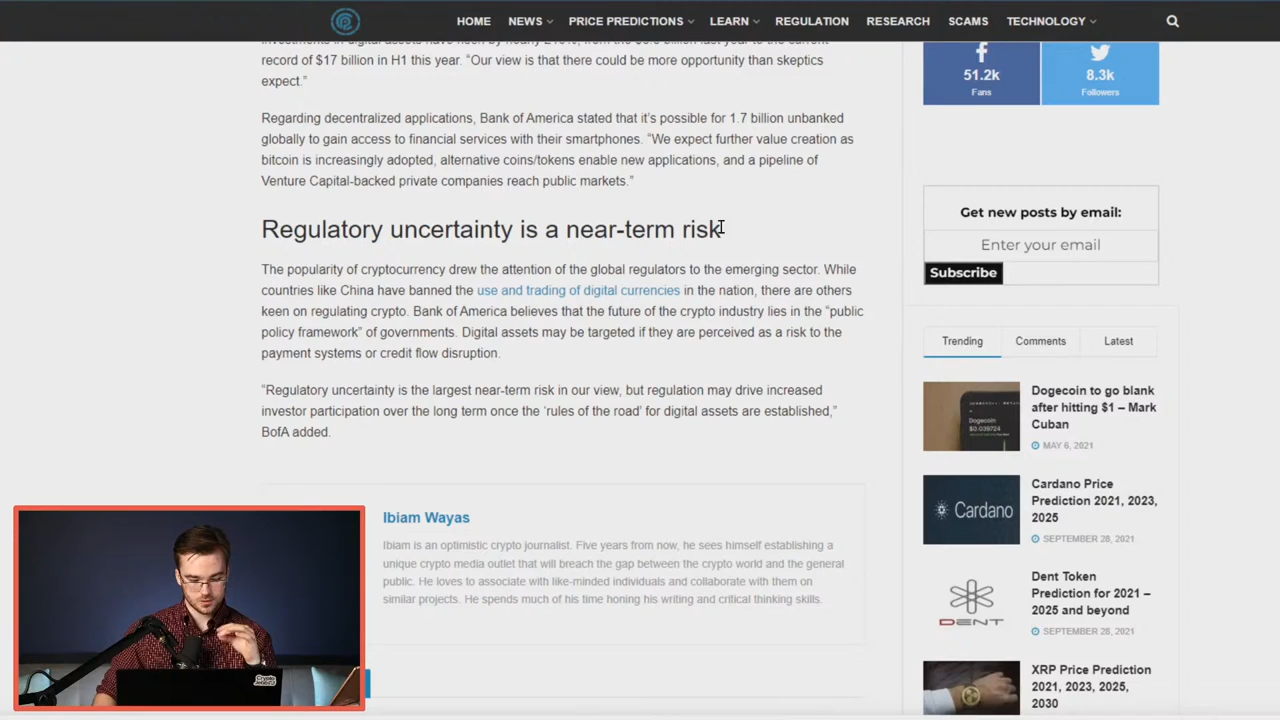 HOME NEWS PRICE PREDICTIONS LEARN REGULATION RESEARCH SCAMS TECHNOLOGY
record of $17 billion in H1 this year. “Our view is that there could be more opportunity than skeptics
expect.”
Regarding decentralized applications, Bank of America stated that it’s possible for 1.7 billion unbanked
globally to gain access to financial services with their smartphones. “We expect further value creation as
bitcoin is increasingly adopted, alternative coins/tokens enable new applications, and a pipeline of
Venture Capital-backed private companies reach public markets.”
Regulatory uncertainty is a near-term risk
The popularity of cryptocurrency drew the attention of the global regulators to the emerging sector. While
countries like China have banned the use and trading of digital currencies in the nation, there are others
keen on regulating crypto. Bank of America believes that the future of the crypto industry lies in the “public
policy framework” of governments. Digital assets may be targeted if they are perceived as a risk to the
payment systems or credit flow disruption.
“Regulatory uncertainty is the largest near-term risk in our view, but regulation may drive increased
investor participation over the long term once the ‘rules of the road’ for digital assets are established,”
BofA added.
Ibiam Wayas
Ibiam is an optimistic crypto journalist. Five years from now, he sees himself establishing a
unique crypto media outlet that will breach the gap between the crypto world and the general
public. He loves to associate with like-minded individuals and collaborate with them on
similar projects. He spends much of his time honing his writing and critical thinking skills.
51.2k
Fans
8.3k
Followers
Get new posts by email:
Enter your email
Subscribe
Trending Comments Latest
Dogecoin
$0.039724
Dogecoin to go blank
after hitting $1 – Mark
Cuban
MAY 6, 2021
Cardano
Cardano Price
Prediction 2021, 2023,
2025
SEPTEMBER 28, 2021
DENT
Dent Token
Prediction for 2021 –
2025 and beyond
SEPTEMBER 28, 2021
XRP Price Prediction
2021, 2023, 2025,
2030